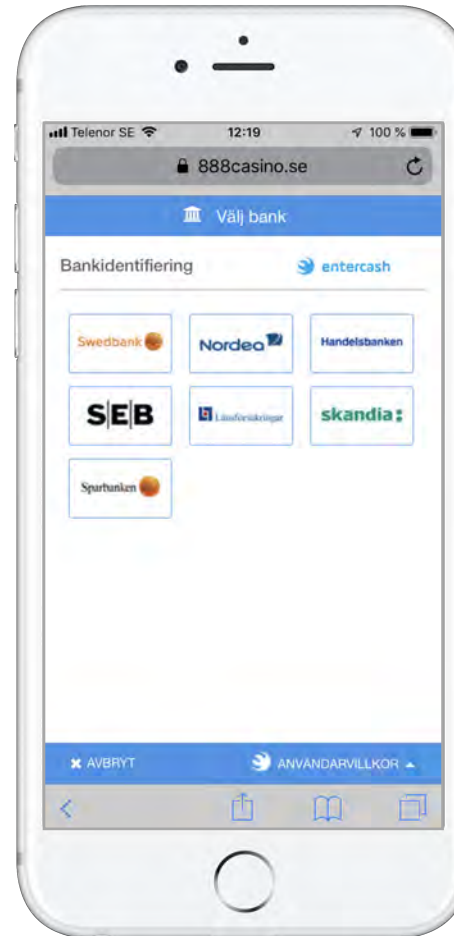 Telenor SE 12:19 100 %
888casino.se
Välj bank
Bankidentifiering entercash
Swedbank Nordea Handelsbanken
S|E|B Länsförsäkringar skandia:
Sparbanken
AVBRYT ANVÄNDARVILLKOR